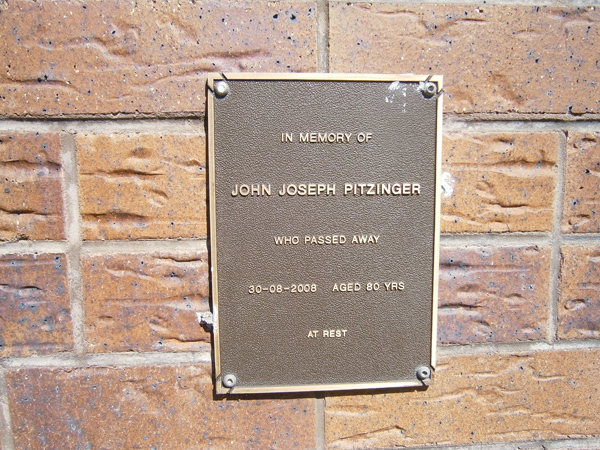 IN MEMORY OF
JOHN JOSEPH PITZINGER
WHO PASSED AWAY
30-08-2008 AGED 80 YRS
AT REST